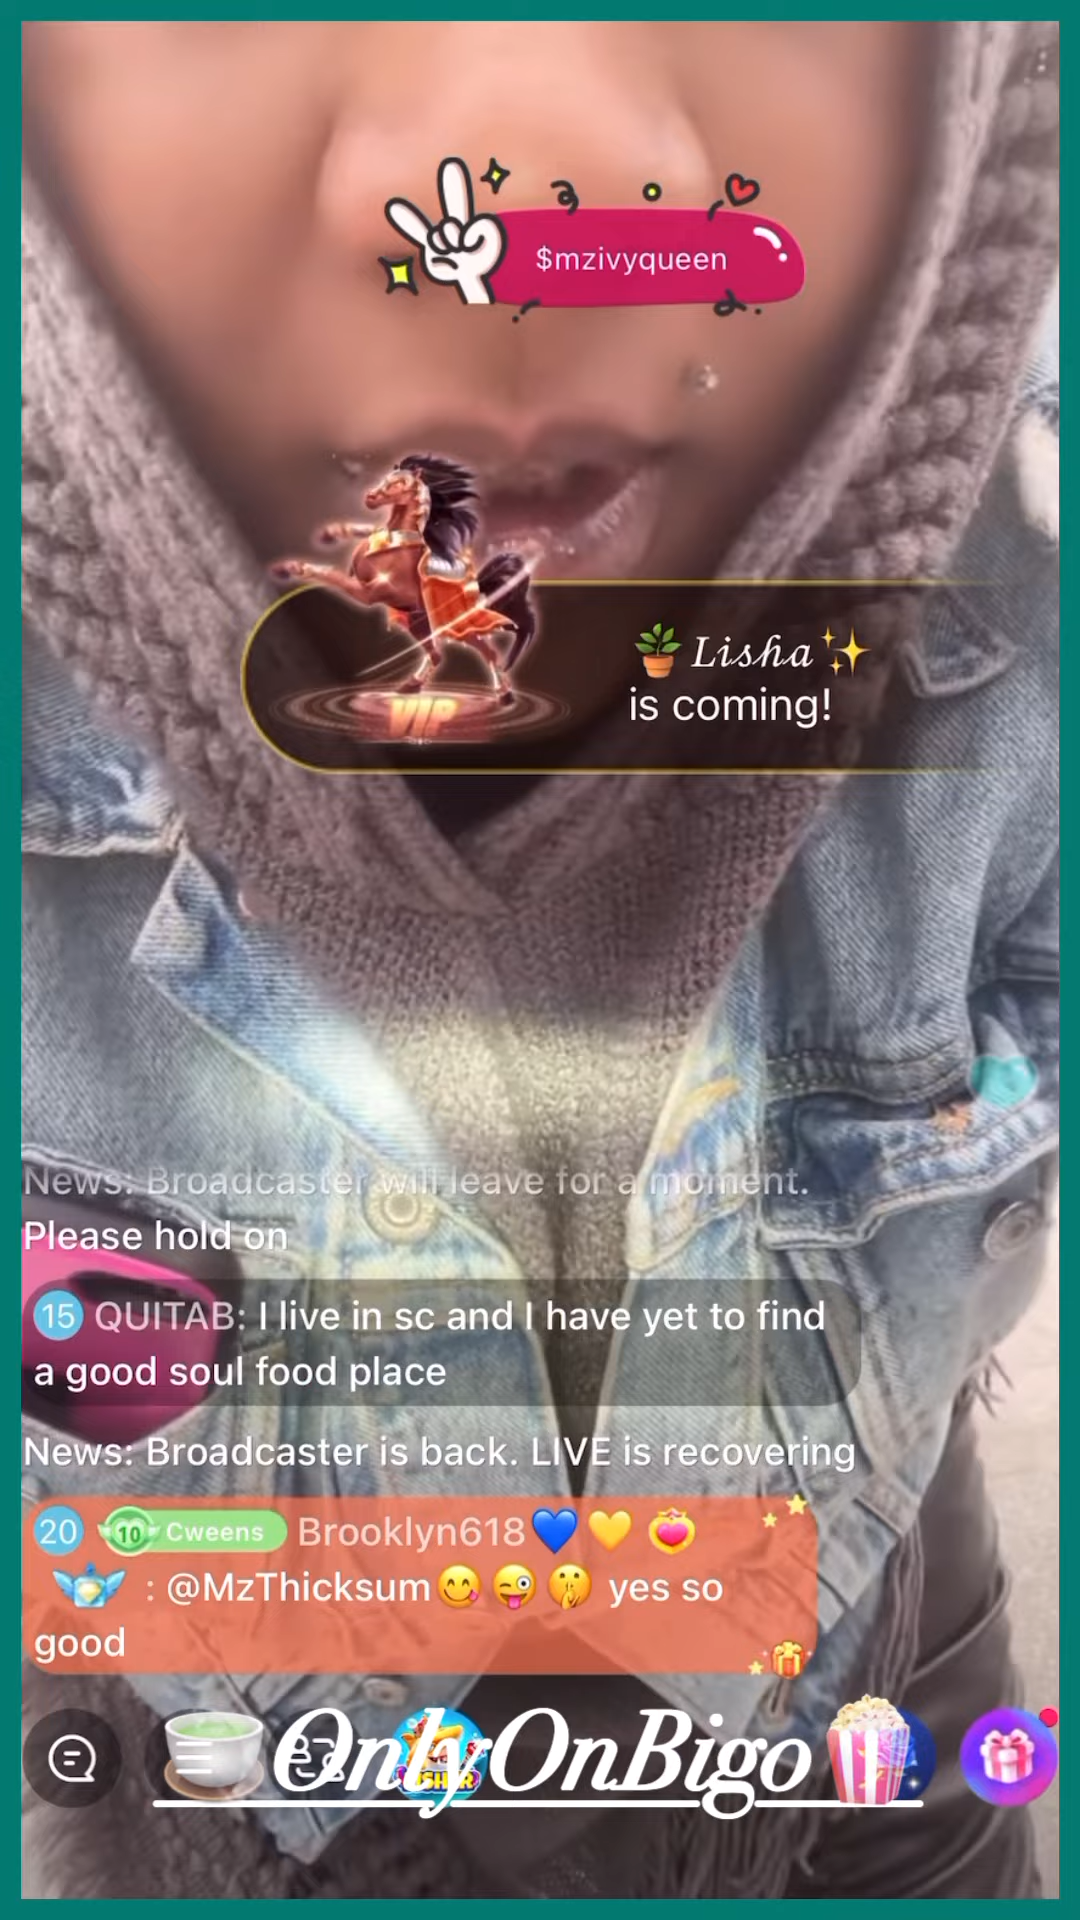 $mzivyqueen
🪴 Lisha ✨
is coming!
VIP
News: Broadcaster will leave for a moment.
Please hold on
15 QUITAB: I live in sc and I have yet to find
a good soul food place
News: Broadcaster is back. LIVE is recovering
20 10 Cweens Brooklyn618💙💛💝
: @MzThicksum😋😜🤫 yes so
good
OnlyOnBigo